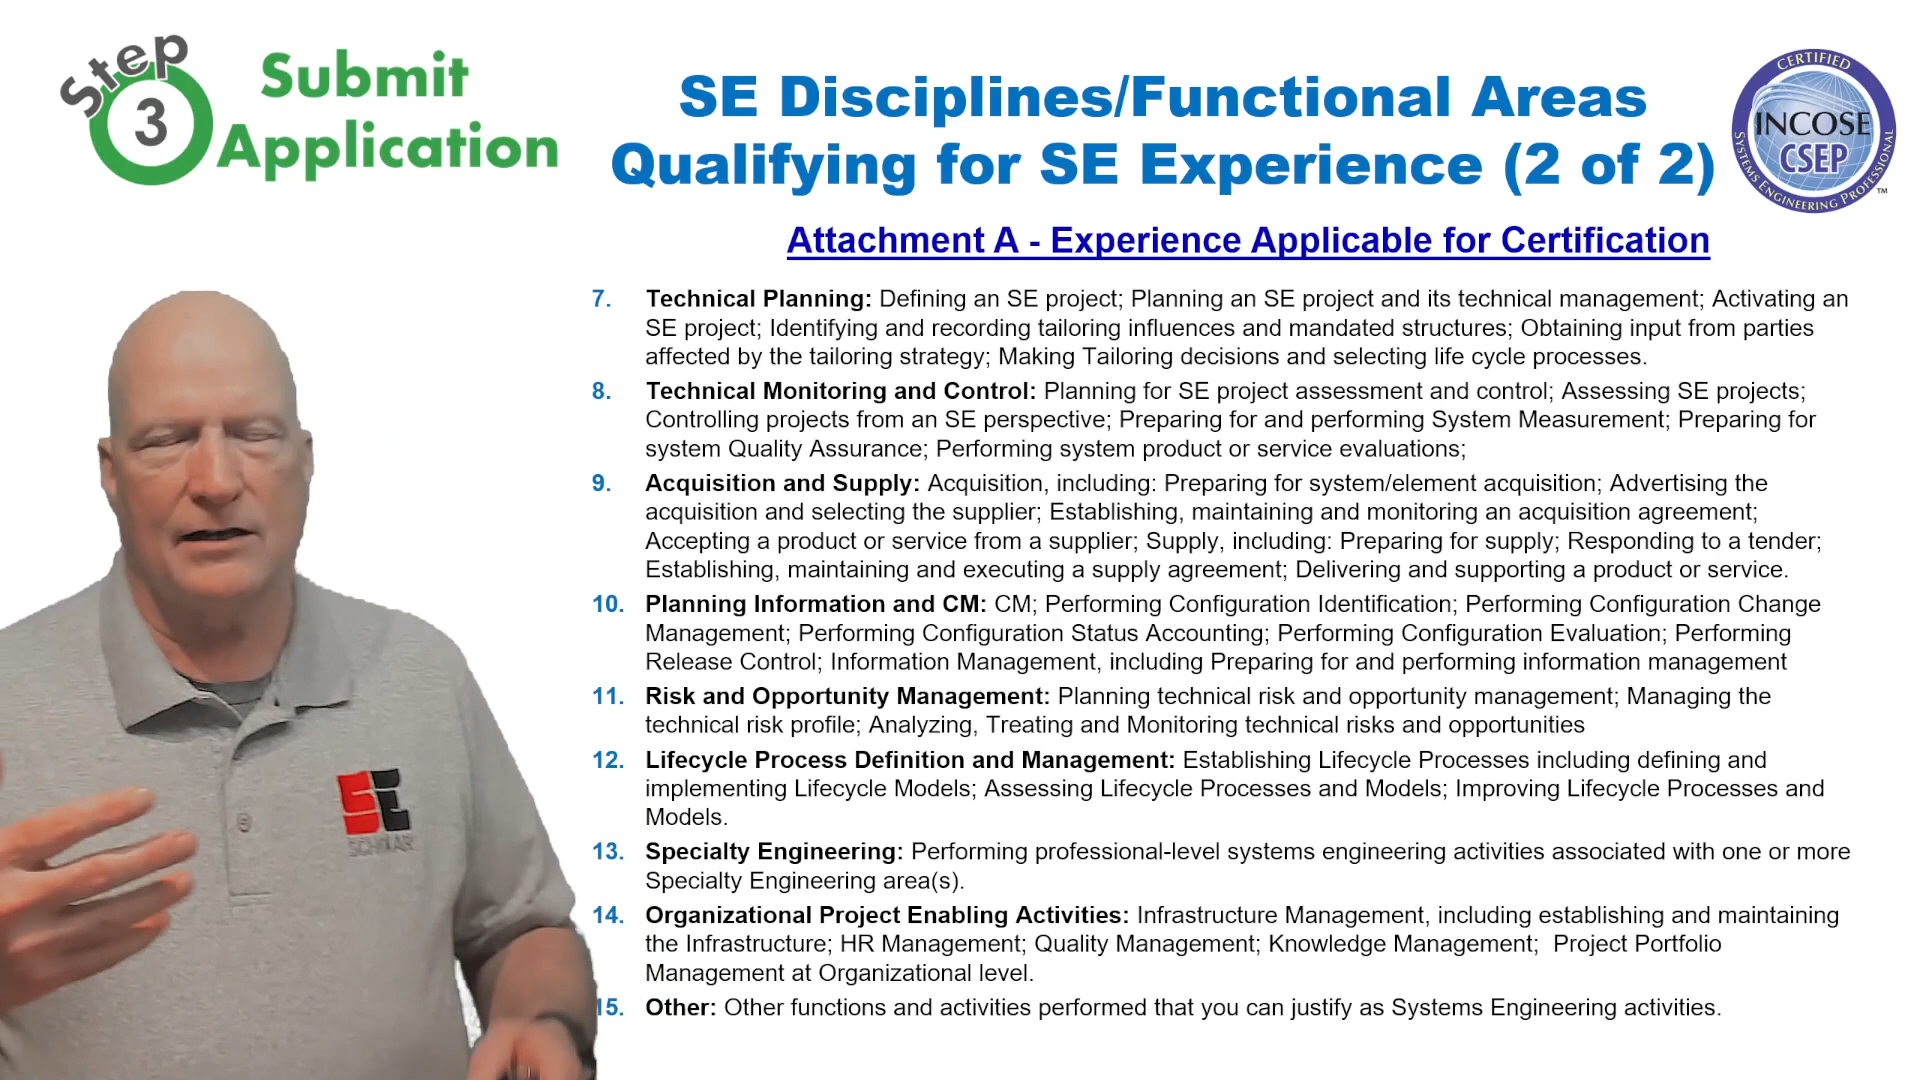 Step
3
Submit
Application
SE Disciplines/Functional Areas
Qualifying for SE Experience (2 of 2)
CERTIFIED
INCOSE
CSEP
SYSTEMS ENGINEERING PROFESSIONAL
TM
Attachment A - Experience Applicable for Certification
7. Technical Planning: Defining an SE project; Planning an SE project and its technical management; Activating an
SE project; Identifying and recording tailoring influences and mandated structures; Obtaining input from parties
affected by the tailoring strategy; Making Tailoring decisions and selecting life cycle processes.
8. Technical Monitoring and Control: Planning for SE project assessment and control; Assessing SE projects;
Controlling projects from an SE perspective; Preparing for and performing System Measurement; Preparing for
system Quality Assurance; Performing system product or service evaluations;
9. Acquisition and Supply: Acquisition, including: Preparing for system/element acquisition; Advertising the
acquisition and selecting the supplier; Establishing, maintaining and monitoring an acquisition agreement;
Accepting a product or service from a supplier; Supply, including: Preparing for supply; Responding to a tender;
Establishing, maintaining and executing a supply agreement; Delivering and supporting a product or service.
10. Planning Information and CM: CM; Performing Configuration Identification; Performing Configuration Change
Management; Performing Configuration Status Accounting; Performing Configuration Evaluation; Performing
Release Control; Information Management, including Preparing for and performing information management
11. Risk and Opportunity Management: Planning technical risk and opportunity management; Managing the
technical risk profile; Analyzing, Treating and Monitoring technical risks and opportunities
12. Lifecycle Process Definition and Management: Establishing Lifecycle Processes including defining and
implementing Lifecycle Models; Assessing Lifecycle Processes and Models; Improving Lifecycle Processes and
Models.
13. Specialty Engineering: Performing professional-level systems engineering activities associated with one or more
Specialty Engineering area(s).
14. Organizational Project Enabling Activities: Infrastructure Management, including establishing and maintaining
the Infrastructure; HR Management; Quality Management; Knowledge Management; Project Portfolio
Management at Organizational level.
15. Other: Other functions and activities performed that you can justify as Systems Engineering activities.
SE
SCHOLAR